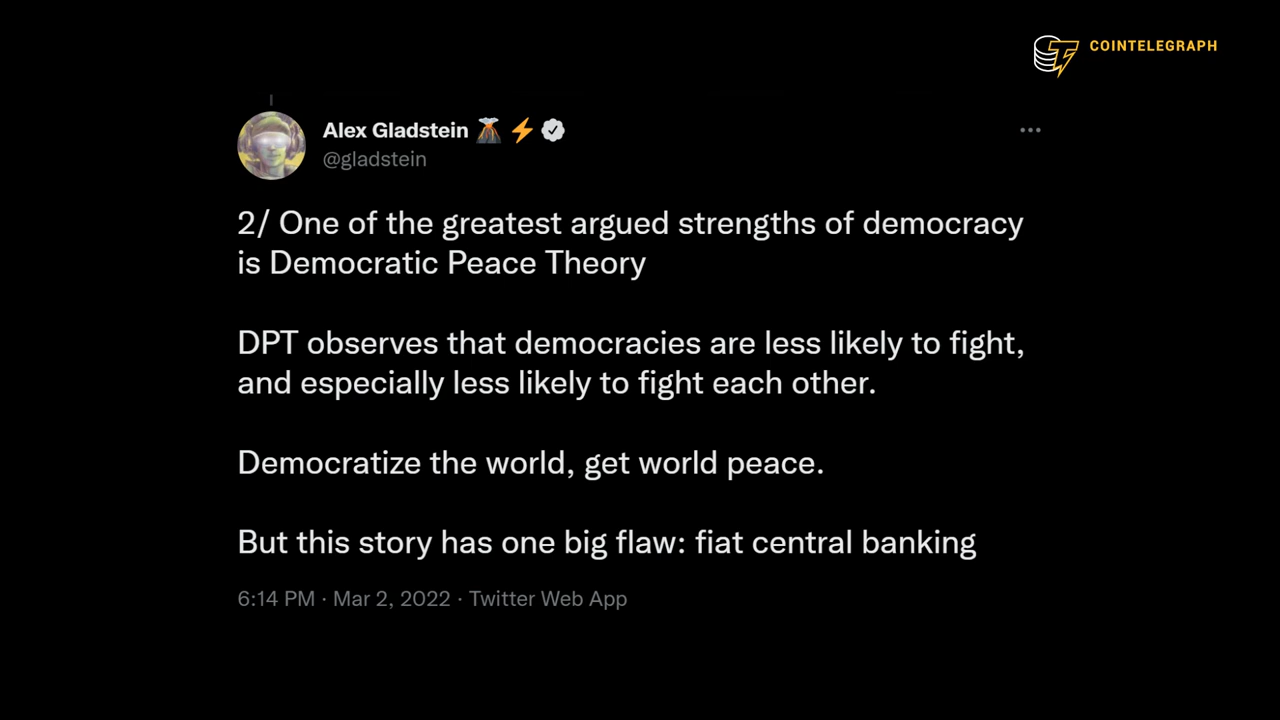 COINTELEGRAPH
Alex Gladstein 🌋 ⚡
@gladstein
2/ One of the greatest argued strengths of democracy
is Democratic Peace Theory
DPT observes that democracies are less likely to fight,
and especially less likely to fight each other.
Democratize the world, get world peace.
But this story has one big flaw: fiat central banking
6:14 PM · Mar 2, 2022 · Twitter Web App